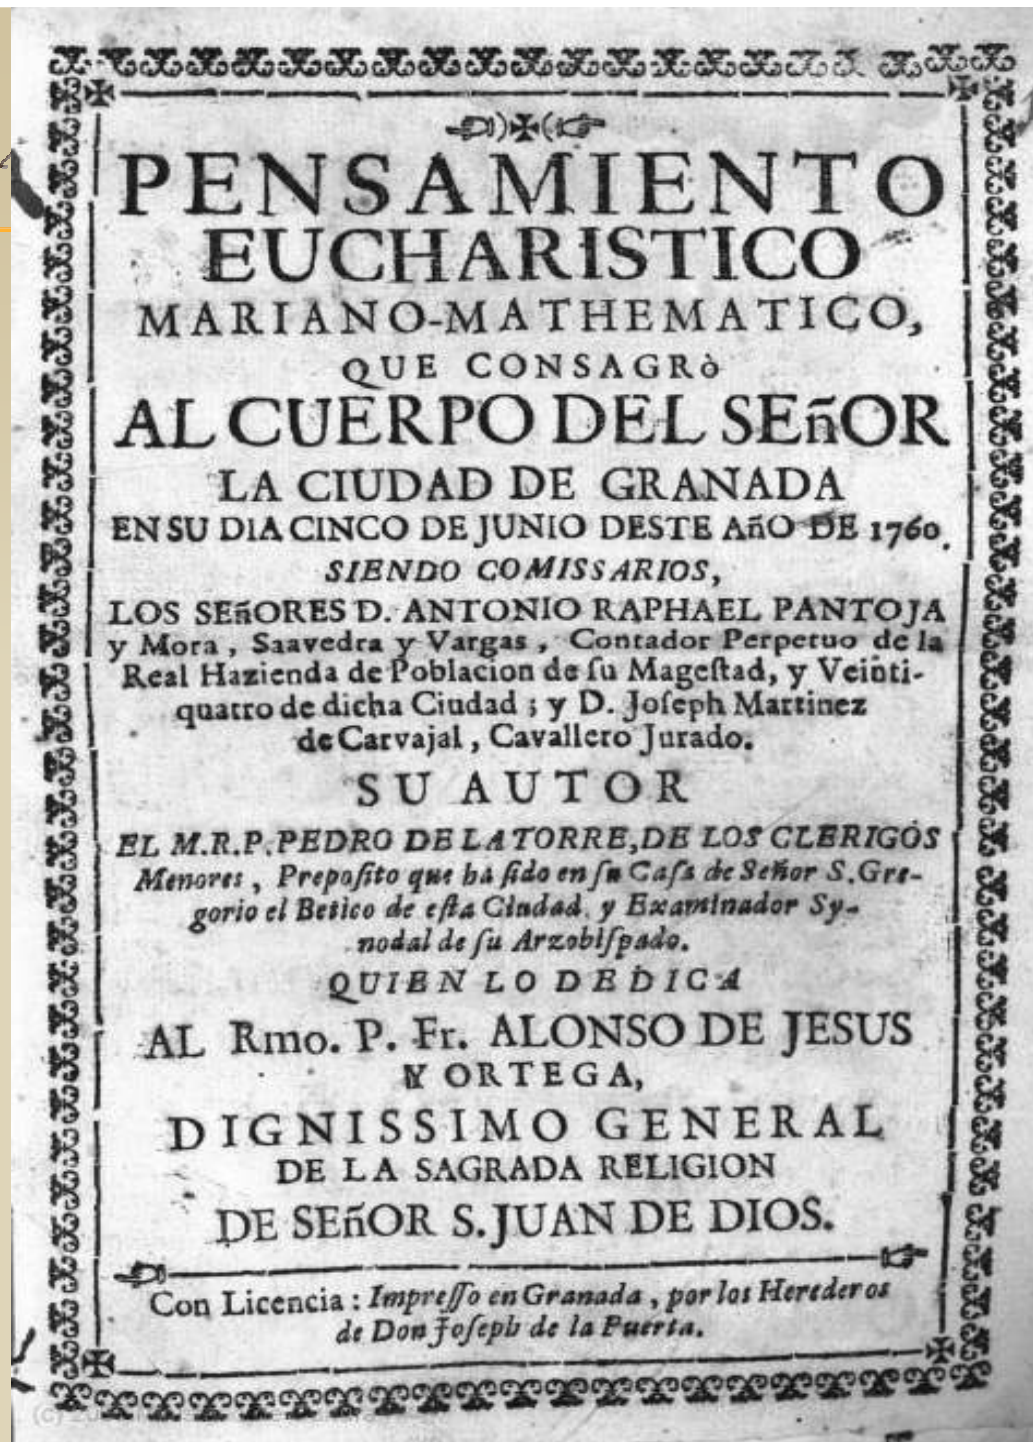 PENSAMIENTO
EUCHARISTICO
MARIANO-MATHEMATICO,
QUE CONSAGRò
AL CUERPO DEL SEñOR
LA CIUDAD DE GRANADA
EN SU DIA CINCO DE JUNIO DESTE AñO DE 1760.
SIENDO COMISSARIOS,
LOS SEñORES D. ANTONIO RAPHAEL PANTOJA
y Mora, Saavedra y Vargas, Contador Perpetuo de la
Real Hazienda de Poblacion de ſu Mageſtad, y Veinti-
quatro de dicha Ciudad; y D. Joſeph Martinez
de Carvajal, Cavallero Jurado.
SU AUTOR
EL M.R.P. PEDRO DE LA TORRE, DE LOS CLERIGOS
Menores, Prepoſito que ha ſido en ſu Caſa de Señor S. Gre-
gorio el Betico de eſta Ciudad, y Examinador Sy-
nodal de ſu Arzobiſpado.
QUIEN LO DEDICA
AL Rmo. P. Fr. ALONSO DE JESUS
Y ORTEGA,
DIGNISSIMO GENERAL
DE LA SAGRADA RELIGION
DE SEñOR S. JUAN DE DIOS.
Con Licencia: Impreſſo en Granada, por los Herederos
de Don Joſeph de la Puerta.